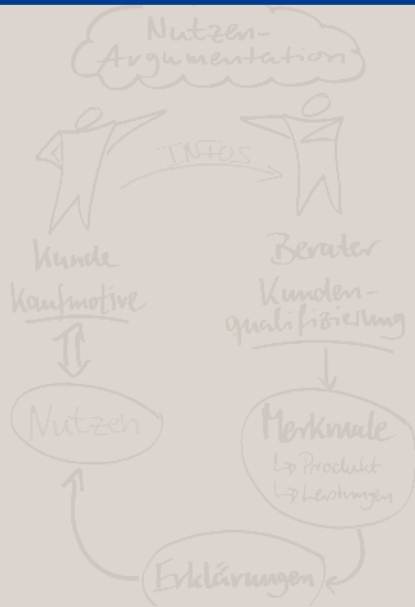 Nutzen-
Argumentation
INFOS
Kunde
Kaufmotive
Berater
Kunden-
qualifizierung
Nutzen
Merkmale
↳ Produkt
↳ Leistungen
Erklärungen